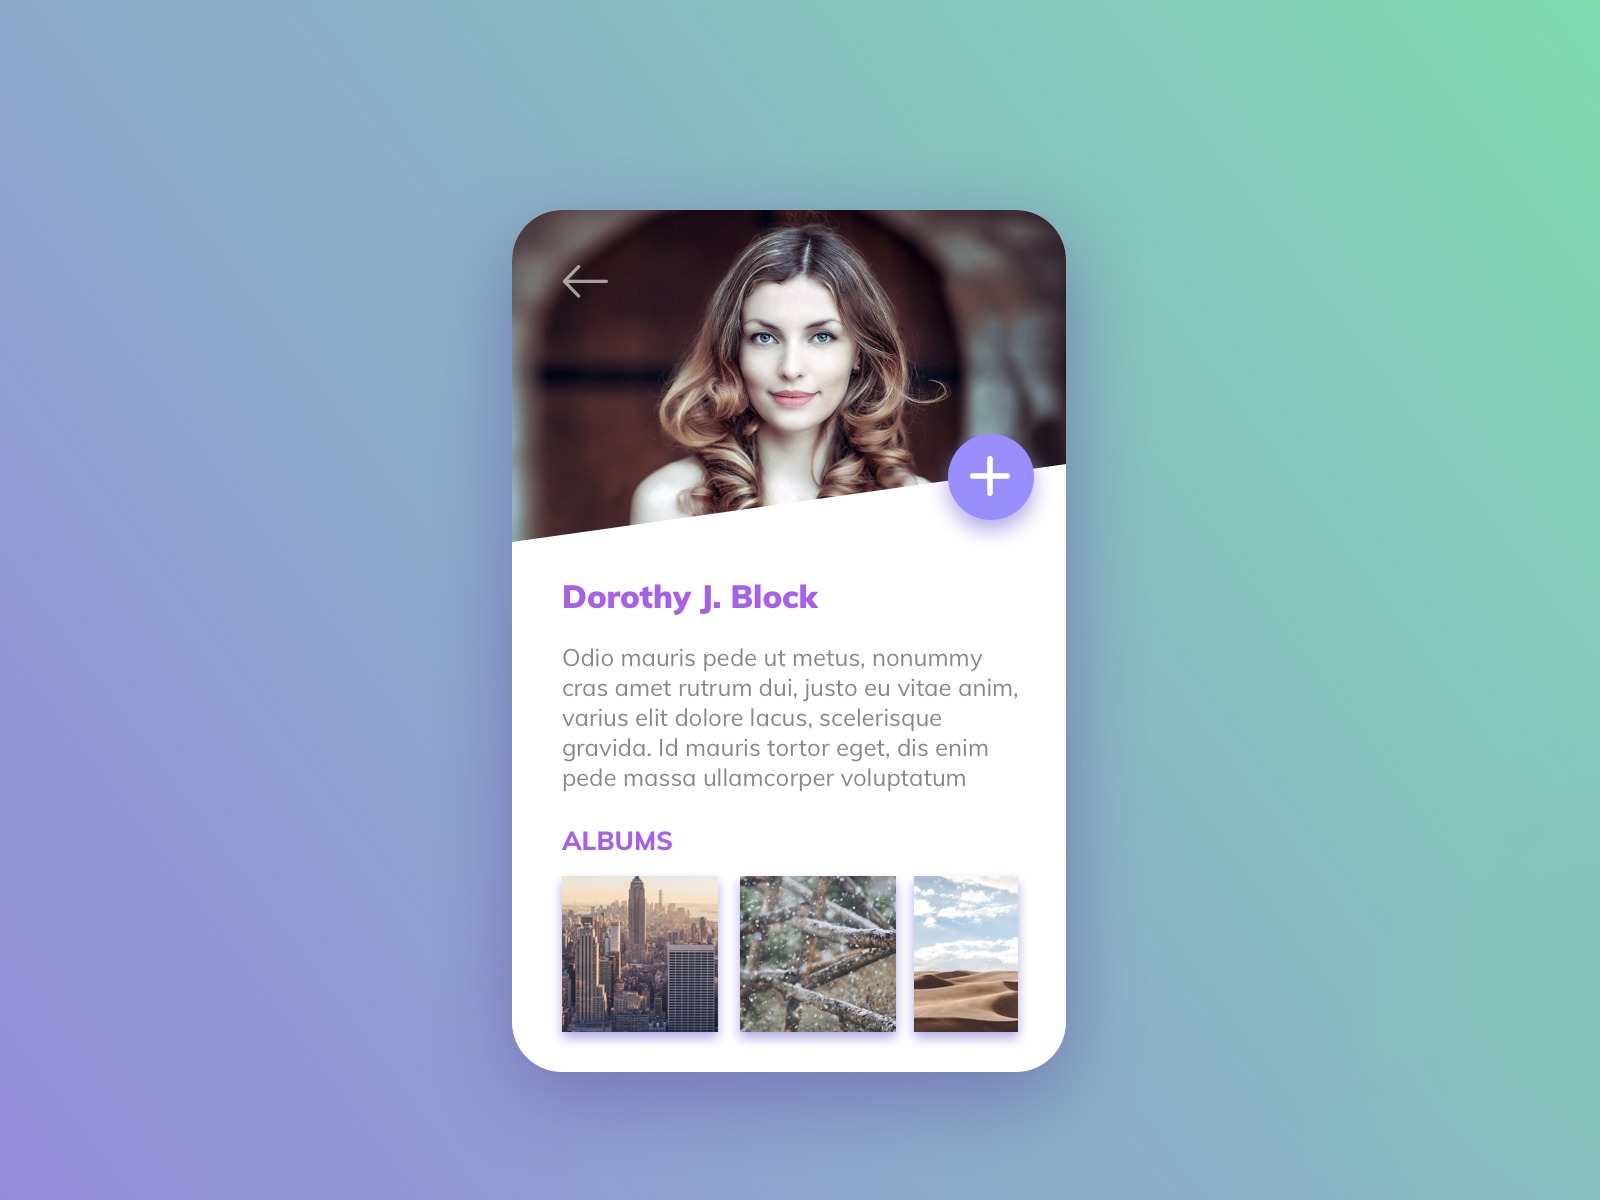 Dorothy J. Block
Odio mauris pede ut metus, nonummy
cras amet rutrum dui, justo eu vitae anim,
varius elit dolore lacus, scelerisque
gravida. Id mauris tortor eget, dis enim
pede massa ullamcorper voluptatum
ALBUMS